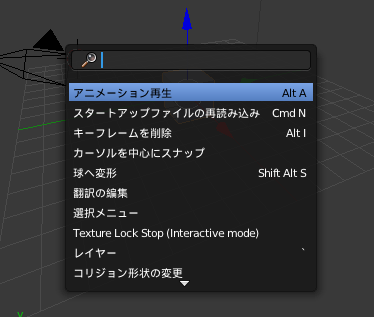 アニメーション再生 Alt A
スタートアップファイルの再読み込み Cmd N
キーフレームを削除 Alt I
カーソルを中心にスナップ
球へ変形 Shift Alt S
翻訳の編集
選択メニュー
Texture Lock Stop (Interactive mode)
レイヤー `
コリジョン形状の変更
y